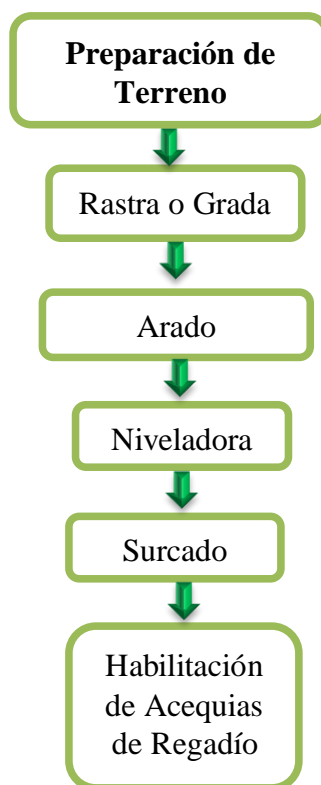 Preparación de
Terreno
Rastra o Grada
Arado
Niveladora
Surcado
Habilitación
de Acequias
de Regadío